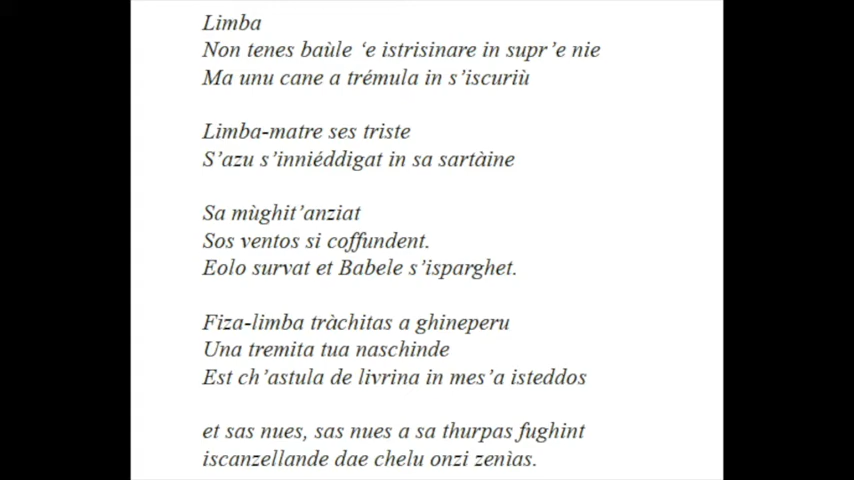 Limba
Non tenes baùle ‘e istrisinare in supr’e nie
Ma unu cane a trémula in s’iscuriù
Limba-matre ses triste
S’azu s’inniéddigat in sa sartàine
Sa mùghit’anziat
Sos ventos si coffundent.
Eolo survat et Babele s’isparghet.
Fiza-limba tràchitas a ghineperu
Una tremita tua naschinde
Est ch’astula de livrina in mes’a isteddos
et sas nues, sas nues a sa thurpas fughint
iscanzellande dae chelu onzi zenìas.